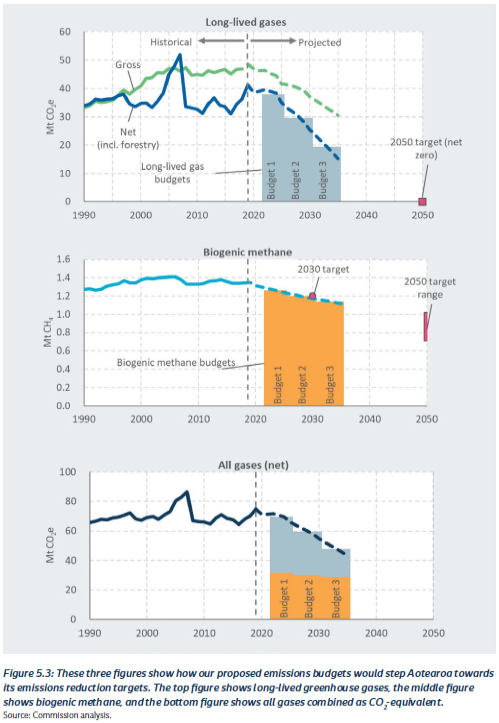 Long-lived gases
60
50
40
30
20
10
0
Mt CO₂e
Historical
Projected
Gross
Net
(incl. forestry)
Long-lived gas
budgets
Budget 1
Budget 2
Budget 3
2050 target (net
zero)
1990 2000 2010 2020 2030 2040 2050
Biogenic methane
1.6
1.4
1.2
1.0
0.8
0.6
0.4
0.2
0.0
Mt CH₄
2030 target
2050 target
range
Biogenic methane budgets
Budget 1
Budget 2
Budget 3
1990 2000 2010 2020 2030 2040 2050
All gases (net)
100
80
60
40
20
0
Mt CO₂e
Budget 1
Budget 2
Budget 3
1990 2000 2010 2020 2030 2040 2050
Figure 5.3: These three figures show how our proposed emissions budgets would step Aotearoa towards
its emissions reduction targets. The top figure shows long-lived greenhouse gases, the middle figure
shows biogenic methane, and the bottom figure shows all gases combined as CO₂-equivalent.
Source: Commission analysis.